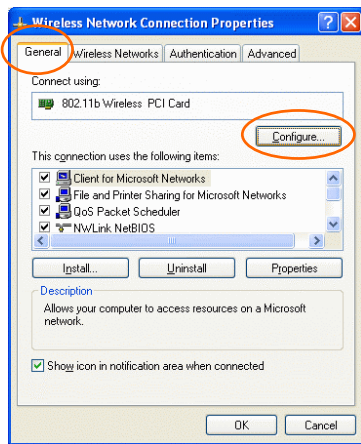 Wireless Network Connection Properties
General Wireless Networks Authentication Advanced
Connect using:
802.11b Wireless PCI Card
Configure...
This connection uses the following items:
Client for Microsoft Networks
File and Printer Sharing for Microsoft Networks
QoS Packet Scheduler
NWLink NetBIOS
Install... Uninstall Properties
Description
Allows your computer to access resources on a Microsoft
network.
Show icon in notification area when connected
OK Cancel